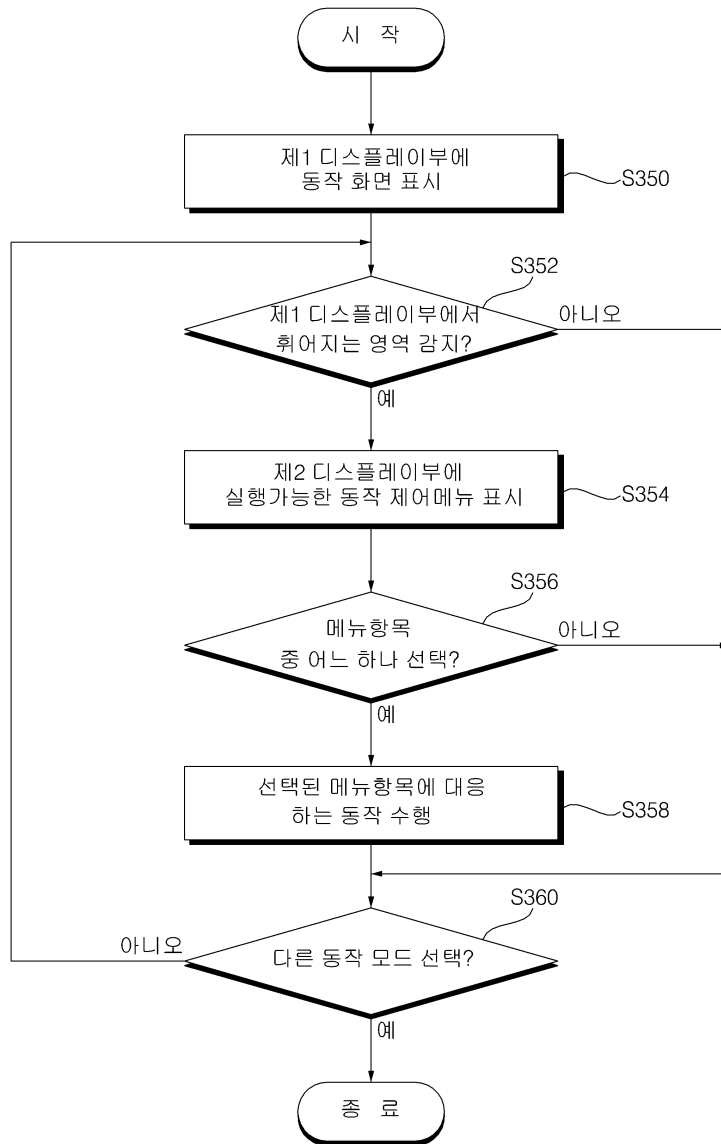 시 작
제1 디스플레이부에
동작 화면 표시
S350
S352
제1 디스플레이부에서
휘어지는 영역 감지?
아니오
예
제2 디스플레이부에
실행가능한 동작 제어메뉴 표시
S354
S356
메뉴항목
중 어느 하나 선택?
아니오
예
선택된 메뉴항목에 대응
하는 동작 수행
S358
S360
아니오
다른 동작 모드 선택?
예
종 료